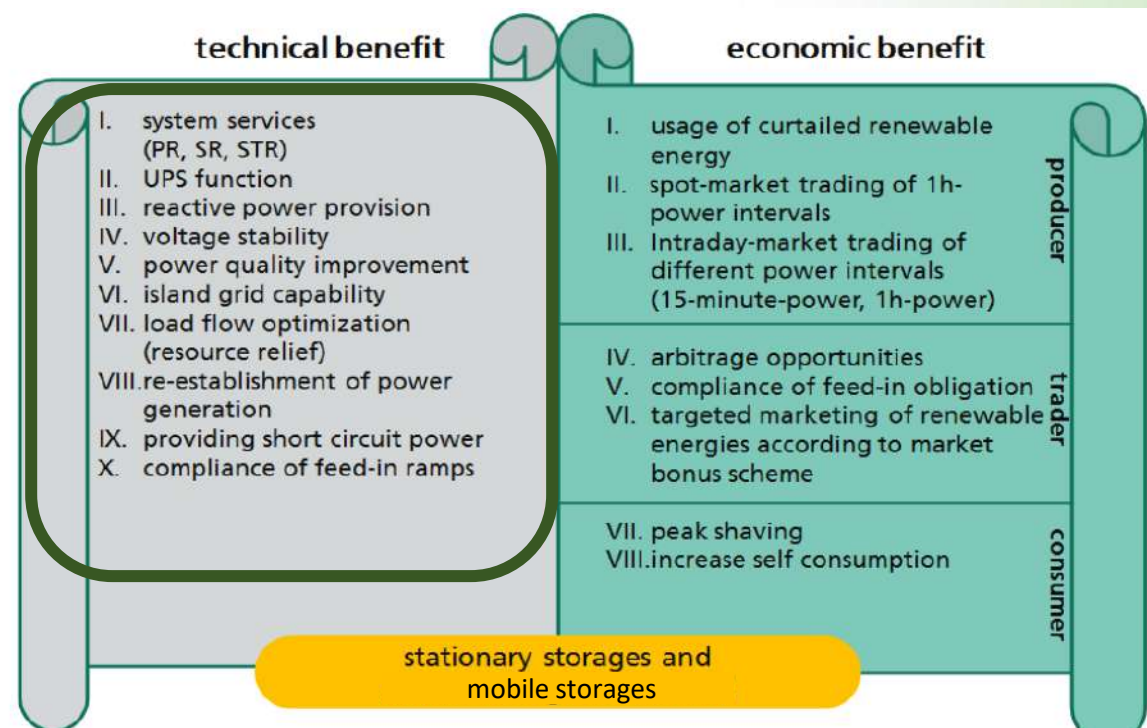 technical benefit
I. system services
(PR, SR, STR)
II. UPS function
III. reactive power provision
IV. voltage stability
V. power quality improvement
VI. island grid capability
VII. load flow optimization
(resource relief)
VIII.re-establishment of power
generation
IX. providing short circuit power
X. compliance of feed-in ramps
economic benefit
I. usage of curtailed renewable
energy
II. spot-market trading of 1h-
power intervals
III. Intraday-market trading of
different power intervals
(15-minute-power, 1h-power)
producer
IV. arbitrage opportunities
V. compliance of feed-in obligation
VI. targeted marketing of renewable
energies according to market
bonus scheme
trader
VII. peak shaving
VIII.increase self consumption
consumer
stationary storages and
mobile storages